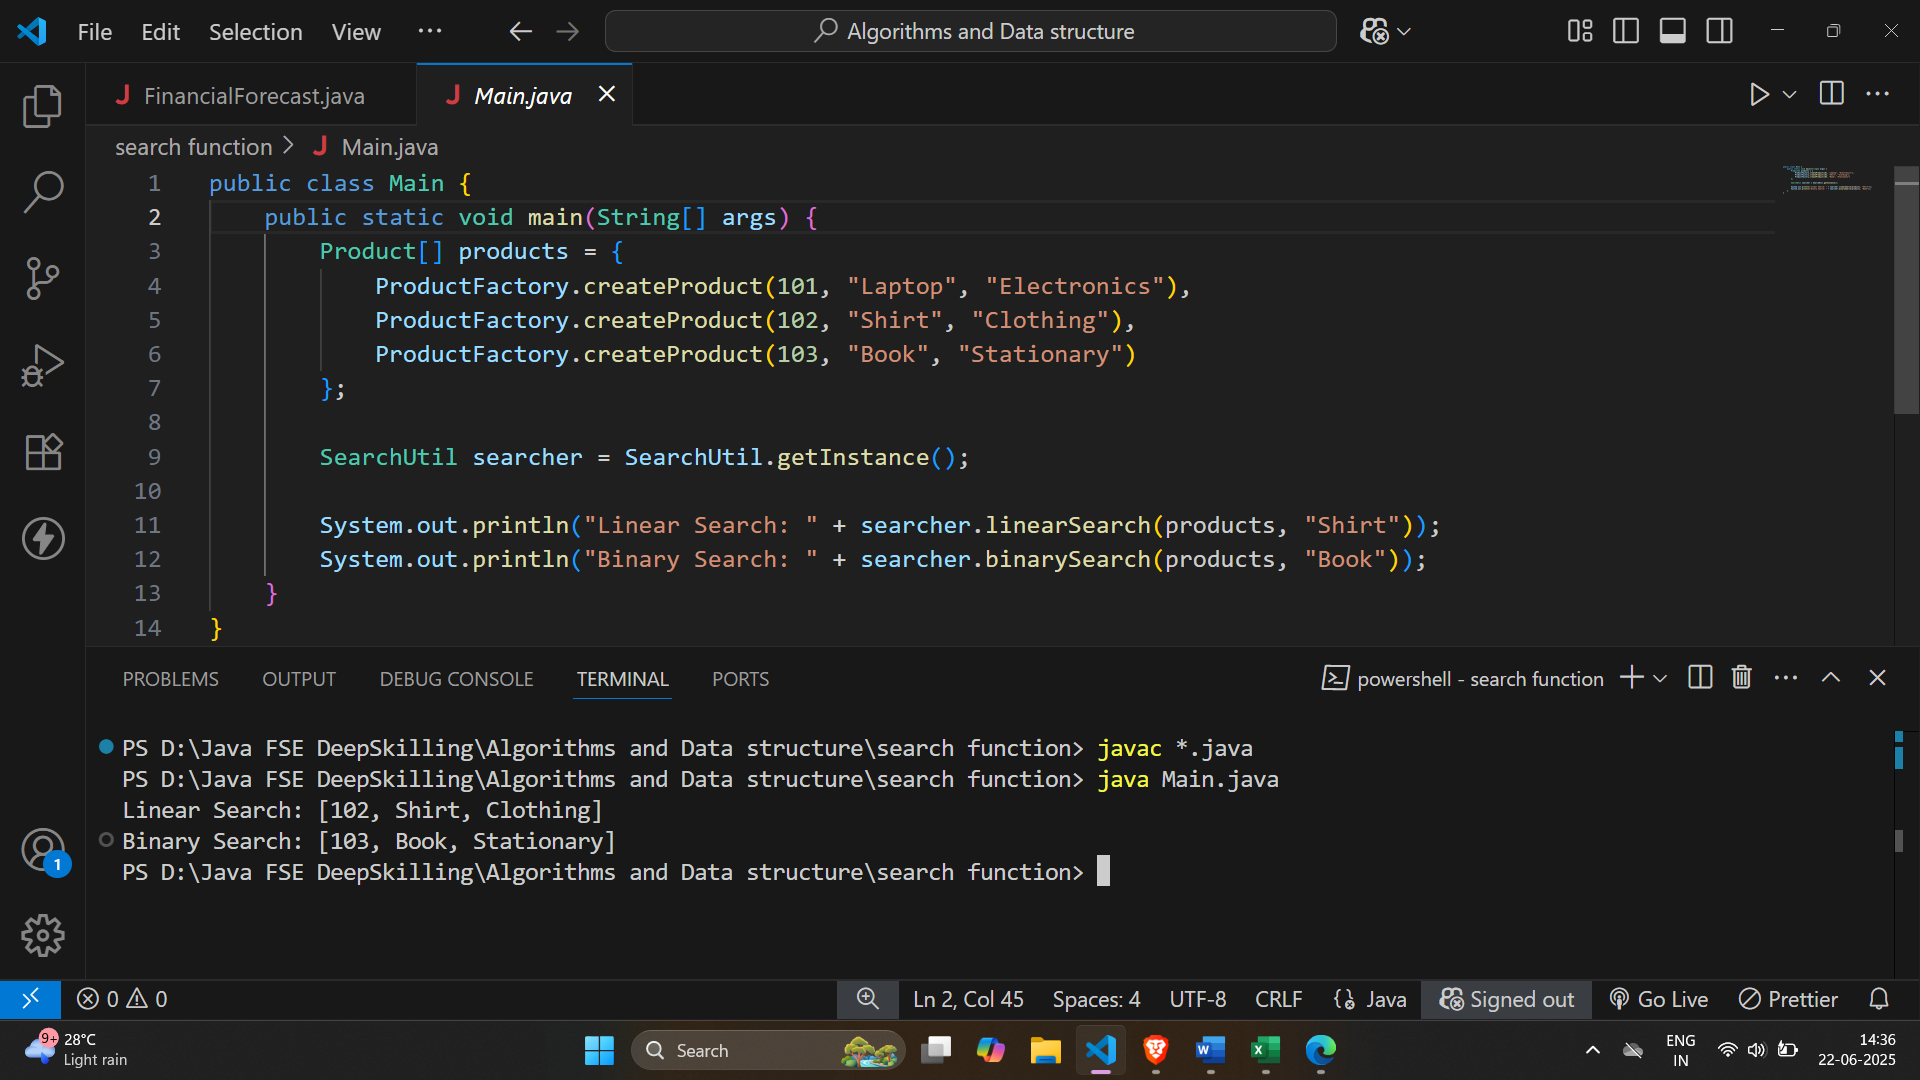 File Edit Selection View ... Algorithms and Data structure
FinancialForecast.java Main.java
search function > Main.java
1 public class Main {
2 public static void main(String[] args) {
3 Product[] products = {
4 ProductFactory.createProduct(101, "Laptop", "Electronics"),
5 ProductFactory.createProduct(102, "Shirt", "Clothing"),
6 ProductFactory.createProduct(103, "Book", "Stationary")
7 };
8
9 SearchUtil searcher = SearchUtil.getInstance();
10
11 System.out.println("Linear Search: " + searcher.linearSearch(products, "Shirt"));
12 System.out.println("Binary Search: " + searcher.binarySearch(products, "Book"));
13 }
14 }
PROBLEMS OUTPUT DEBUG CONSOLE TERMINAL PORTS powershell - search function
PS D:\Java FSE DeepSkilling\Algorithms and Data structure\search function> javac *.java
PS D:\Java FSE DeepSkilling\Algorithms and Data structure\search function> java Main.java
Linear Search: [102, Shirt, Clothing]
Binary Search: [103, Book, Stationary]
PS D:\Java FSE DeepSkilling\Algorithms and Data structure\search function>
1
0 0 Ln 2, Col 45 Spaces: 4 UTF-8 CRLF Java Signed out Go Live Prettier
9+ 28°C
Light rain
Search
ENG
IN
14:36
22-06-2025